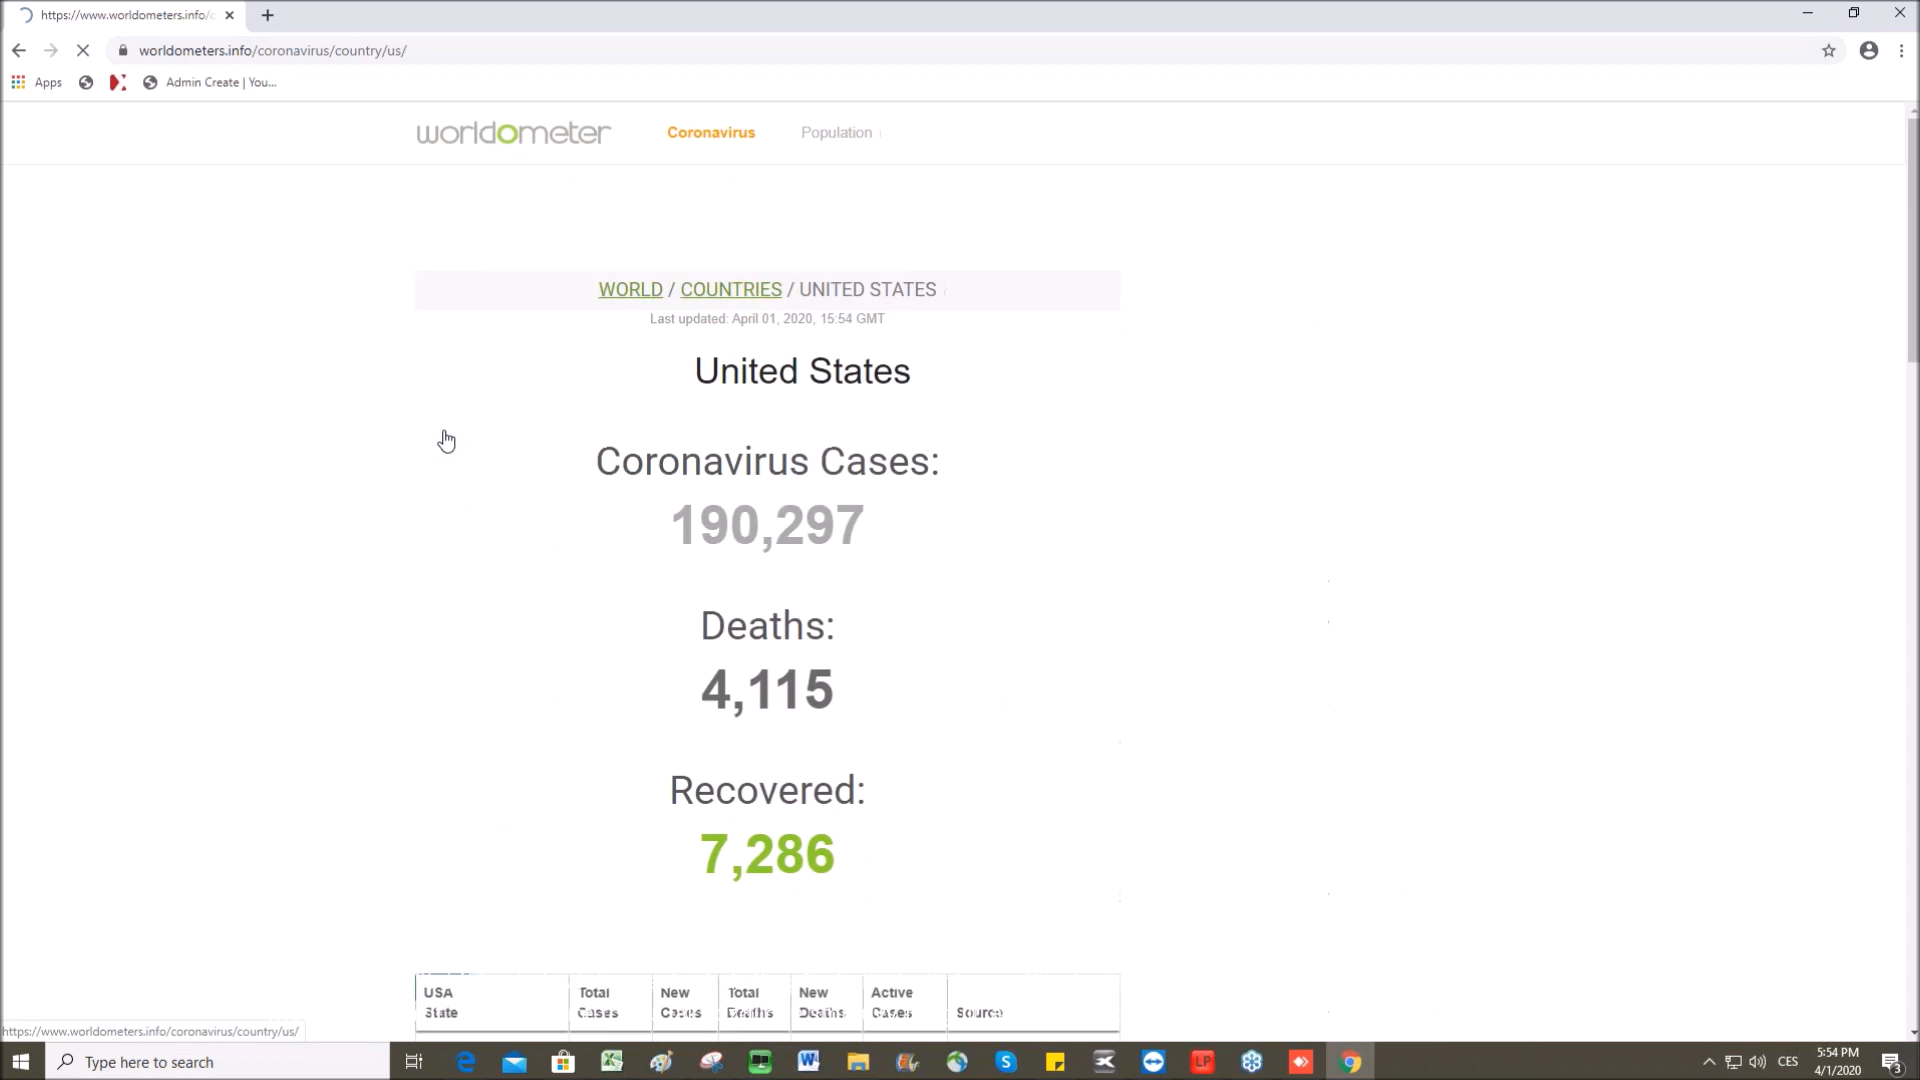 https://www.worldometers.info/c
worldometers.info/coronavirus/country/us/
Apps
Admin Create | You...
worldometer
Coronavirus
Population
WORLD / COUNTRIES / UNITED STATES
Last updated: April 01, 2020, 15:54 GMT
United States
Coronavirus Cases:
190,297
Deaths:
4,115
Recovered:
7,286
USA State
Total Cases
New Cases
Total Deaths
New Deaths
Active Cases
Source
https://www.worldometers.info/coronavirus/country/us/
Type here to search
LP
CES
5:54 PM
4/1/2020
3